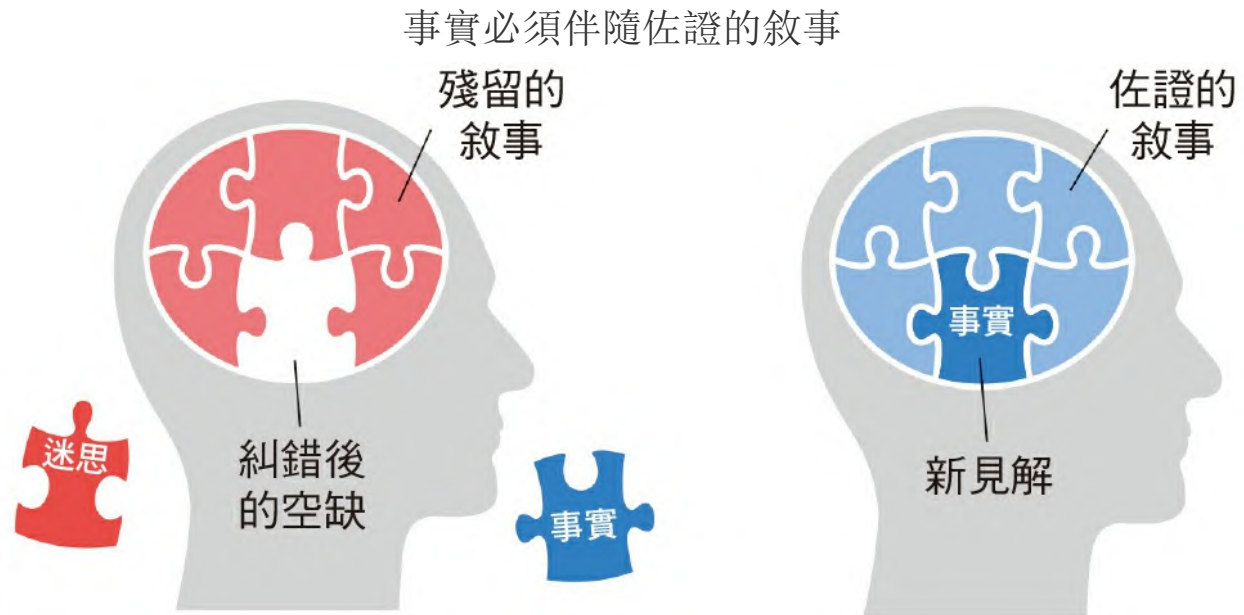 事實必須伴隨佐證的敘事
殘留的
敘事
佐證的
敘事
事實
迷思
糾錯後
的空缺
事實
新見解